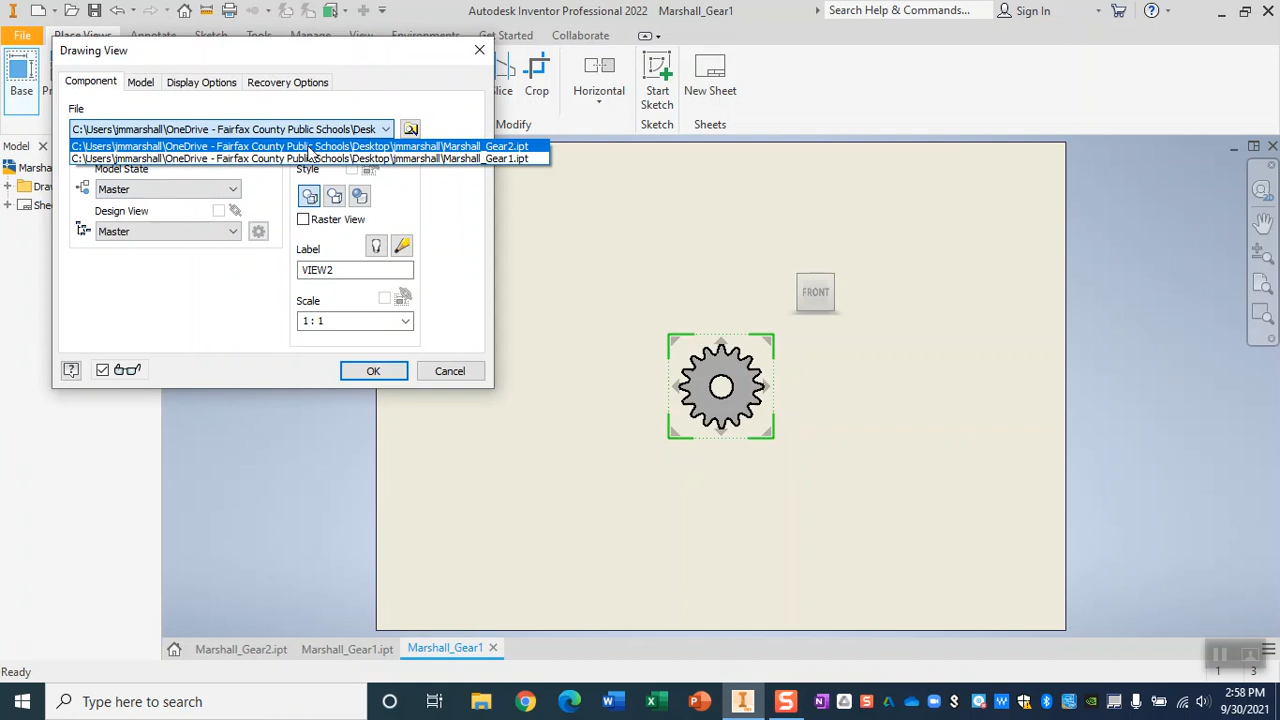 Autodesk Inventor Professional 2022 Marshall_Gear1
Search Help & Commands...
Sign In
File
Place Views
Annotate
Sketch
Tools
Manage
Environments
Get Started
Collaborate
Base
Drawing View
Crop
Horizontal
Start
Sketch
New Sheet
Modify
Sketch
Sheets
Component
Model
Display Options
Recovery Options
File
C:\Users\jmmarshall\OneDrive - Fairfax County Public Schools\Desk
C:\Users\jmmarshall\OneDrive - Fairfax County Public Schools\Desktop\jmmarshall\Marshall_Gear2.ipt
C:\Users\jmmarshall\OneDrive - Fairfax County Public Schools\Desktop\jmmarshall\Marshall_Gear1.ipt
Model
Model State
Style
Master
Design View
Raster View
Master
Label
VIEW2
Scale
1 : 1
OK
Cancel
FRONT
Marshall_Gear2.ipt
Marshall_Gear1.ipt
Marshall_Gear1
Ready
1
3
Type here to search
2:58 PM
9/30/2021